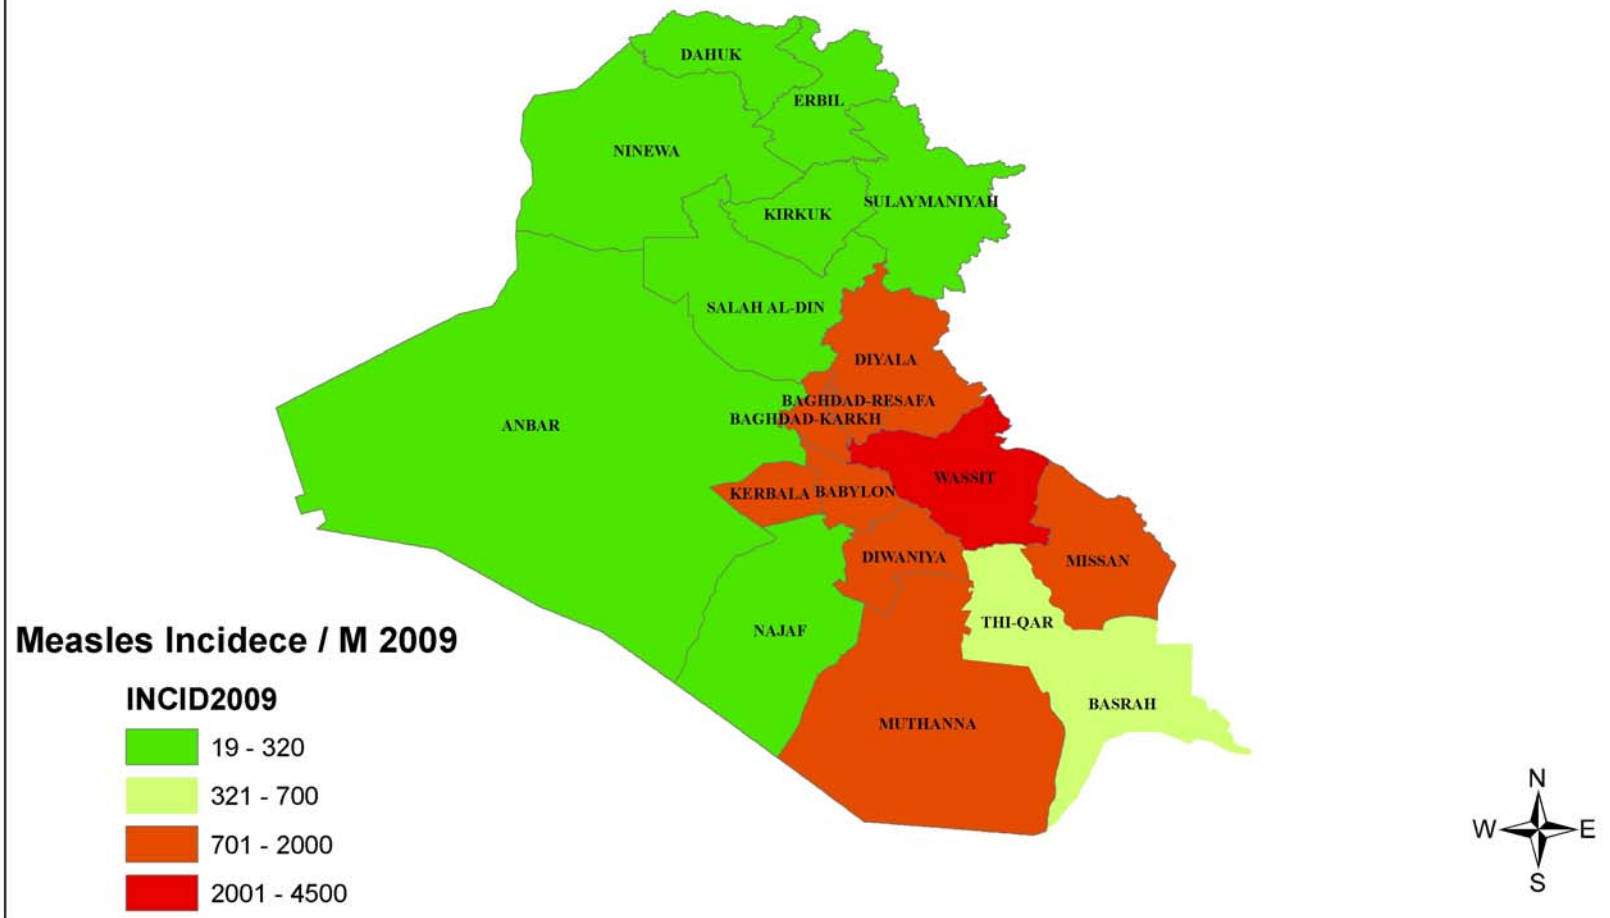 DAHUK
ERBIL
NINEWA
SULAYMANIYAH
KIRKUK
SALAH AL-DIN
DIYALA
BAGHDAD-RESAFA
BAGHDAD-KARKH
ANBAR
WASSIT
KERBALA
BABYLON
DIWANIYA
MISSAN
THI-QAR
NAJAF
BASRAH
MUTHANNA
Measles Incidece / M 2009
INCID2009
19 - 320
321 - 700
701 - 2000
2001 - 4500
N
W E
S